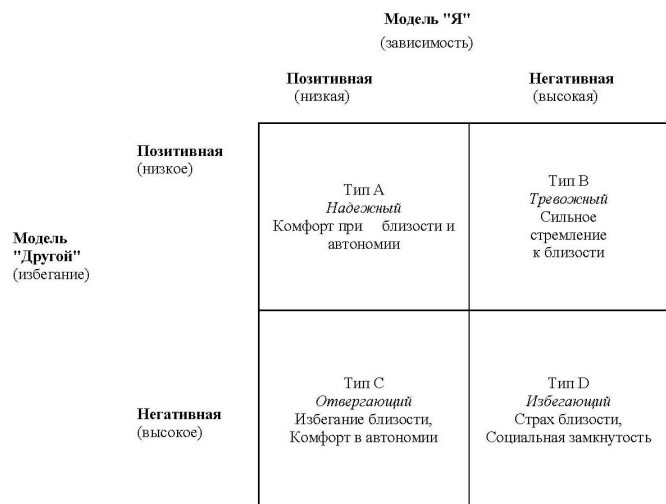 Модель "Я"
(зависимость)
Позитивная
(низкая)
Негативная
(высокая)
Позитивная
(низкое)
Тип А
Надежный
Комфорт при близости и
автономии
Тип В
Тревожный
Сильное
стремление
к близости
Модель
"Другой"
(избегание)
Негативная
(высокое)
Тип С
Отвергающий
Избегание близости,
Комфорт в автономии
Тип D
Избегающий
Страх близости,
Социальная замкнутость